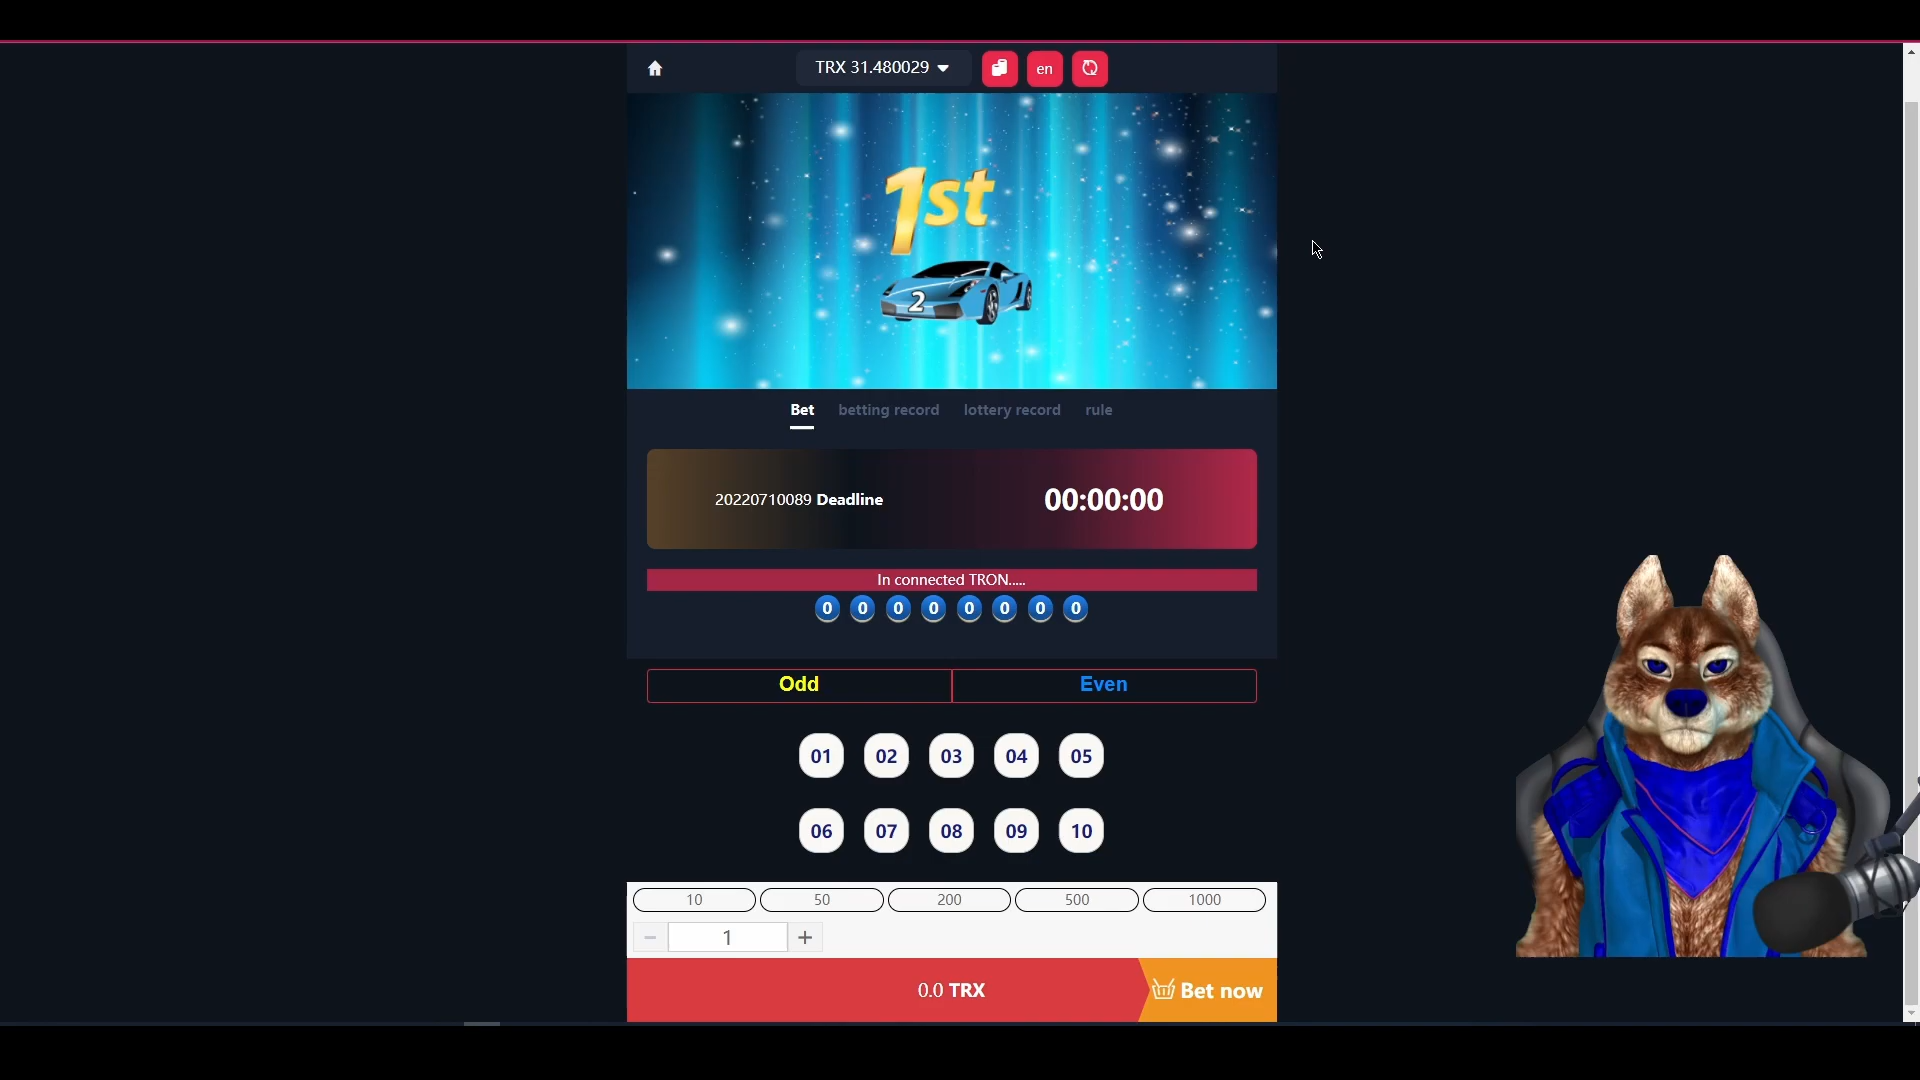 TRX 31.480029
en
1st
2
Bet betting record lottery record rule
20220710089 Deadline 00:00:00
In connected TRON.....
0 0 0 0 0 0 0 0
Odd Even
01 02 03 04 05
06 07 08 09 10
10 50 200 500 1000
− 1 +
0.0 TRX Bet now